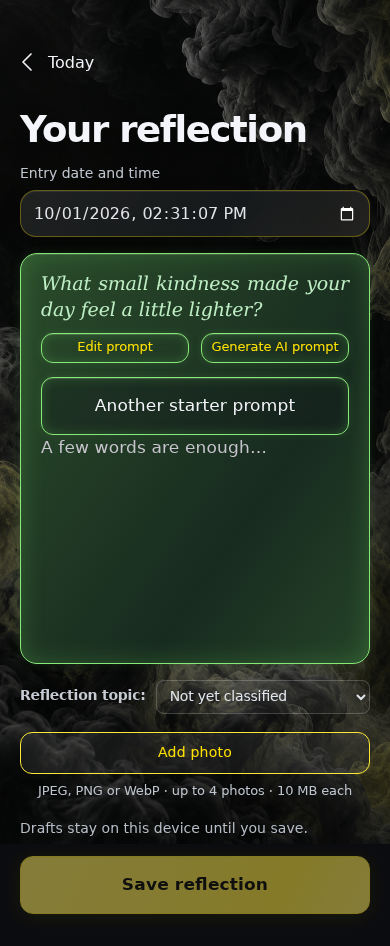 Today
Your reflection
Entry date and time
10/01/2026, 02:31:07 PM
What small kindness made your
day feel a little lighter?
Edit prompt
Generate AI prompt
Another starter prompt
A few words are enough...
Reflection topic:
Not yet classified
Add photo
JPEG, PNG or WebP · up to 4 photos · 10 MB each
Drafts stay on this device until you save.
Save reflection